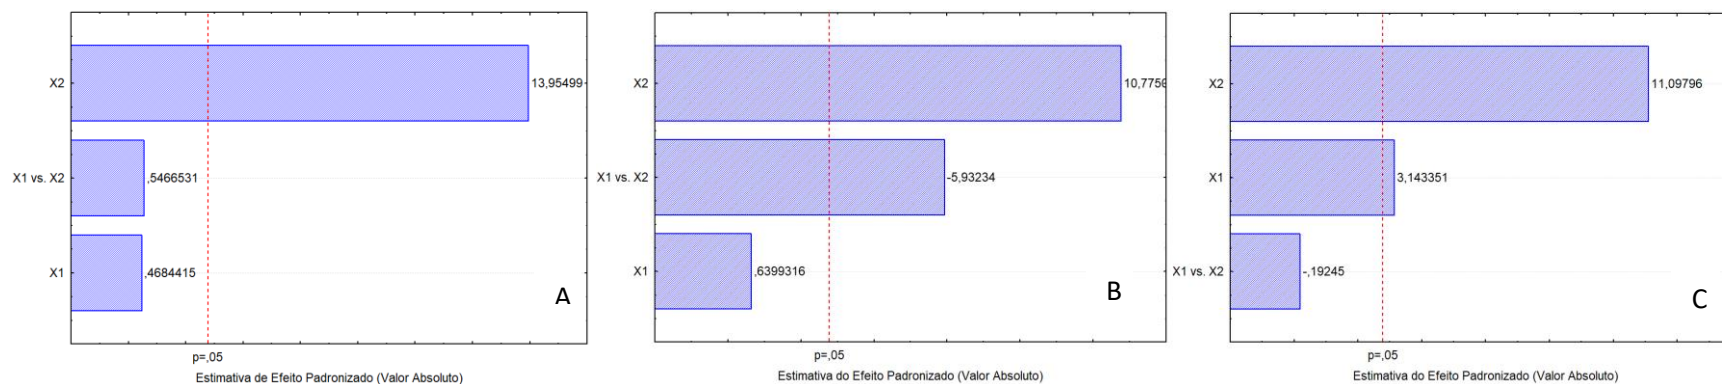 X2
13,95499
X1 vs. X2
,5466531
X1
,4684415
A
p=,05
Estimativa de Efeito Padronizado (Valor Absoluto)
X2
10,7756
X1 vs. X2
-5,93234
X1
,6399316
B
p=,05
Estimativa do Efeito Padronizado (Valor Absoluto)
X2
11,09796
X1
3,143351
X1 vs. X2
-,19245
C
p=,05
Estimativa do Efeito Padronizado (Valor Absoluto)